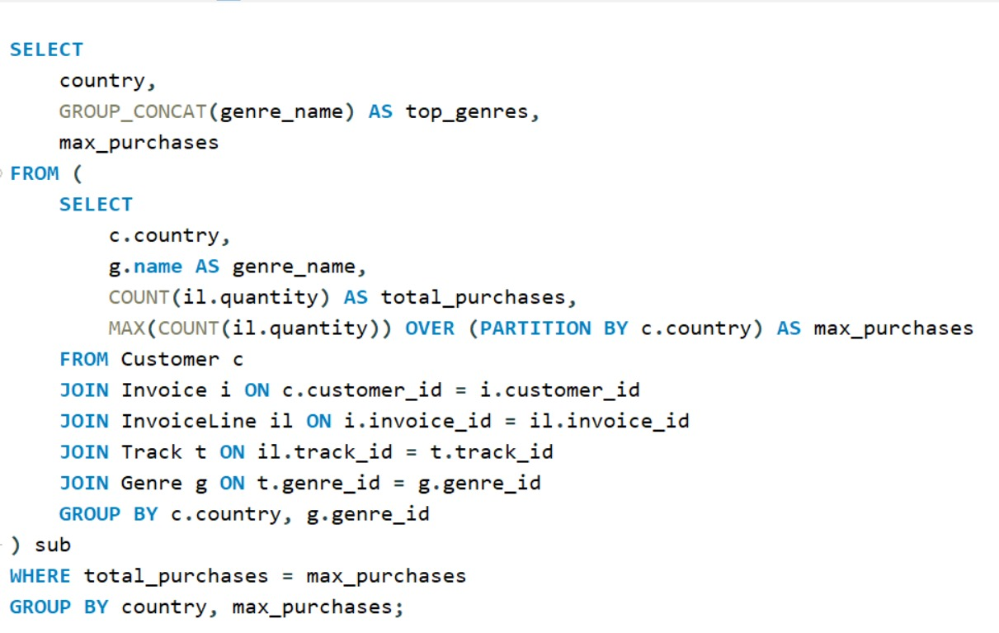 SELECT
    country,
    GROUP_CONCAT(genre_name) AS top_genres,
    max_purchases
FROM (
    SELECT
        c.country,
        g.name AS genre_name,
        COUNT(il.quantity) AS total_purchases,
        MAX(COUNT(il.quantity)) OVER (PARTITION BY c.country) AS max_purchases
    FROM Customer c
    JOIN Invoice i ON c.customer_id = i.customer_id
    JOIN InvoiceLine il ON i.invoice_id = il.invoice_id
    JOIN Track t ON il.track_id = t.track_id
    JOIN Genre g ON t.genre_id = g.genre_id
    GROUP BY c.country, g.genre_id
) sub
WHERE total_purchases = max_purchases
GROUP BY country, max_purchases;